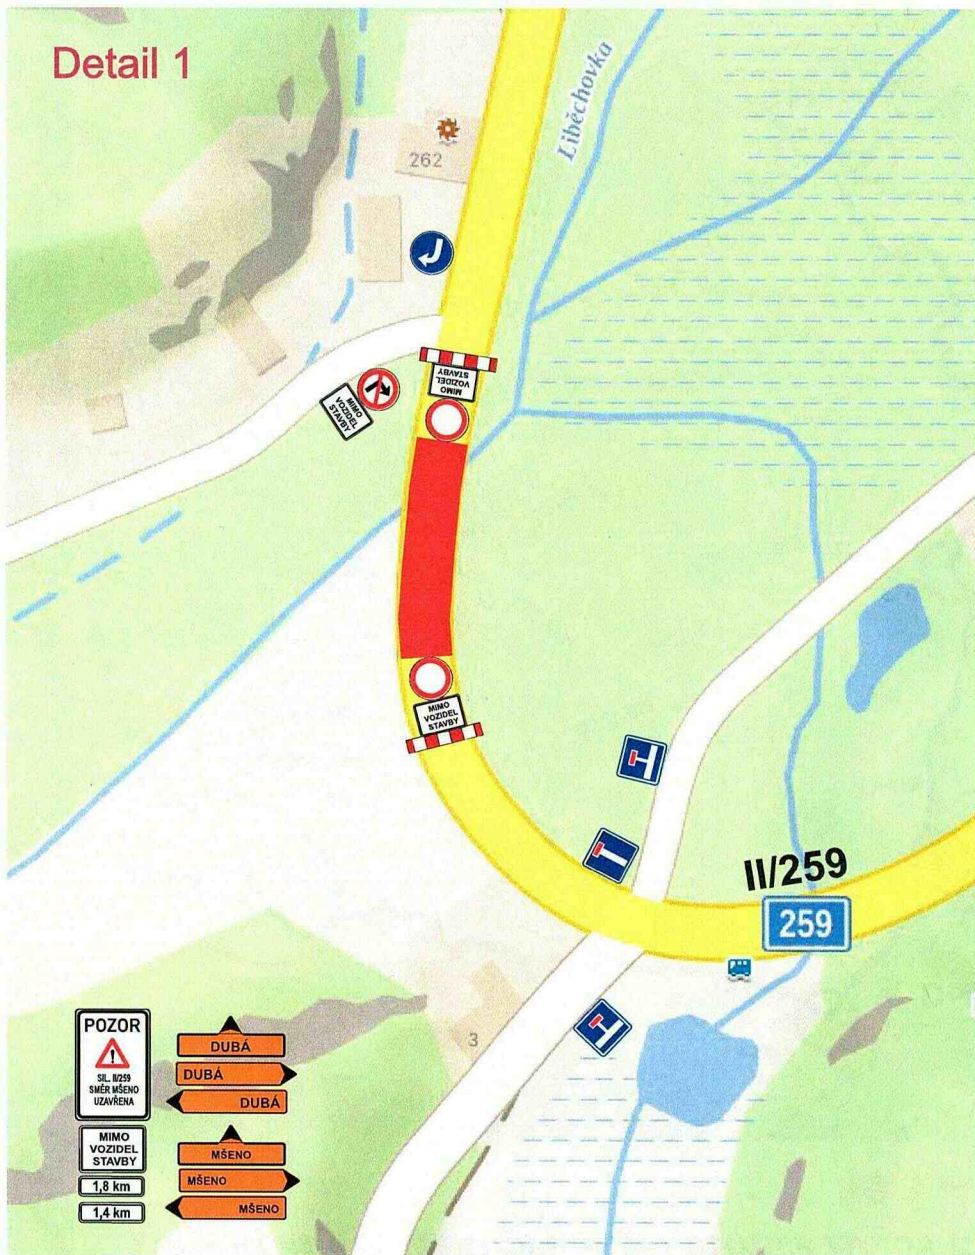 Detail 1
Liběchovka
262
MIMO
VOZIDEL
STAVBY
MIMO
VOZIDEL
STAVBY
MIMO
VOZIDEL
STAVBY
II/259
259
3
POZOR
SIL. II/259
SMĚR MŠENO
UZAVŘENA
MIMO
VOZIDEL
STAVBY
1,8 km
1,4 km
DUBÁ
DUBÁ
DUBÁ
MŠENO
MŠENO
MŠENO